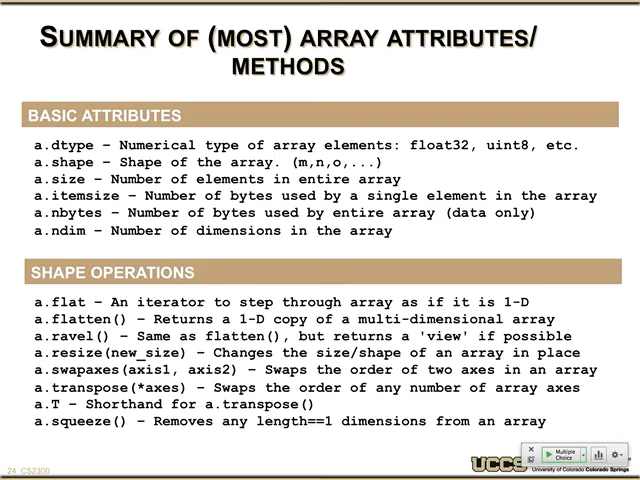 SUMMARY OF (MOST) ARRAY ATTRIBUTES/
METHODS
BASIC ATTRIBUTES
a.dtype – Numerical type of array elements: float32, uint8, etc.
a.shape – Shape of the array. (m,n,o,...)
a.size – Number of elements in entire array
a.itemsize – Number of bytes used by a single element in the array
a.nbytes – Number of bytes used by entire array (data only)
a.ndim – Number of dimensions in the array
SHAPE OPERATIONS
a.flat – An iterator to step through array as if it is 1-D
a.flatten() – Returns a 1-D copy of a multi-dimensional array
a.ravel() – Same as flatten(), but returns a 'view' if possible
a.resize(new_size) – Changes the size/shape of an array in place
a.swapaxes(axis1, axis2) – Swaps the order of two axes in an array
a.transpose(*axes) – Swaps the order of any number of array axes
a.T – Shorthand for a.transpose()
a.squeeze() – Removes any length==1 dimensions from an array
Multiple
Choice
24 CS2300
UCCS
University of Colorado Colorado Springs